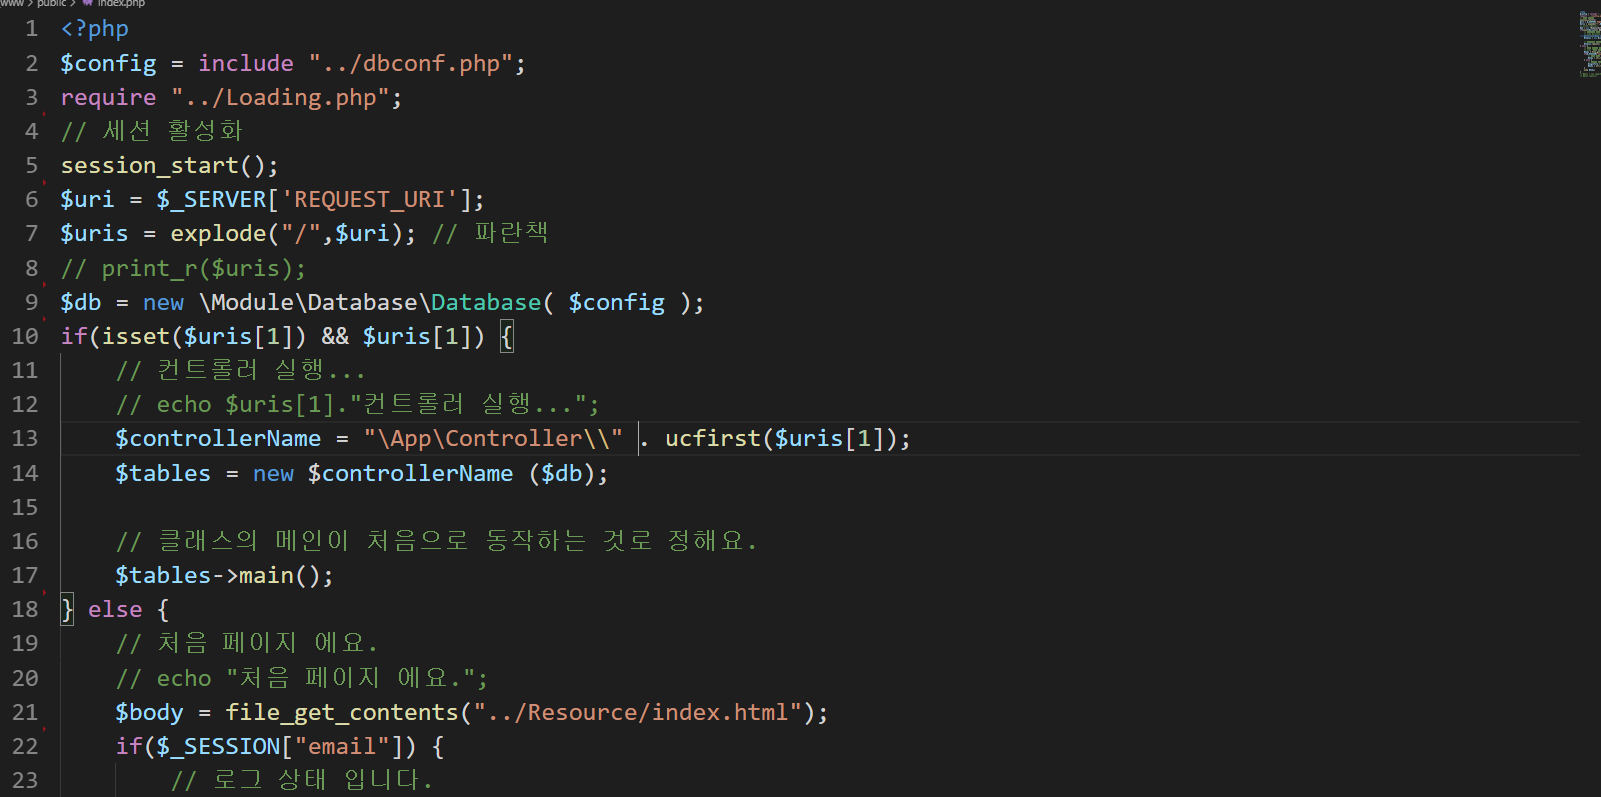 www > public > index.php
1 <?php
2 $config = include "../dbconf.php";
3 require "../Loading.php";
4 // 세션 활성화
5 session_start();
6 $uri = $_SERVER['REQUEST_URI'];
7 $uris = explode("/",$uri); // 파란책
8 // print_r($uris);
9 $db = new \Module\Database\Database( $config );
10 if(isset($uris[1]) && $uris[1]) {
11     // 컨트롤러 실행...
12     // echo $uris[1]."컨트롤러 실행...";
13     $controllerName = "\App\Controller\\" . ucfirst($uris[1]);
14     $tables = new $controllerName ($db);
15
16     // 클래스의 메인이 처음으로 동작하는 것로 정해요.
17     $tables->main();
18 } else {
19     // 처음 페이지 에요.
20     // echo "처음 페이지 에요.";
21     $body = file_get_contents("../Resource/index.html");
22     if($_SESSION["email"]) {
23         // 로그 상태 입니다.